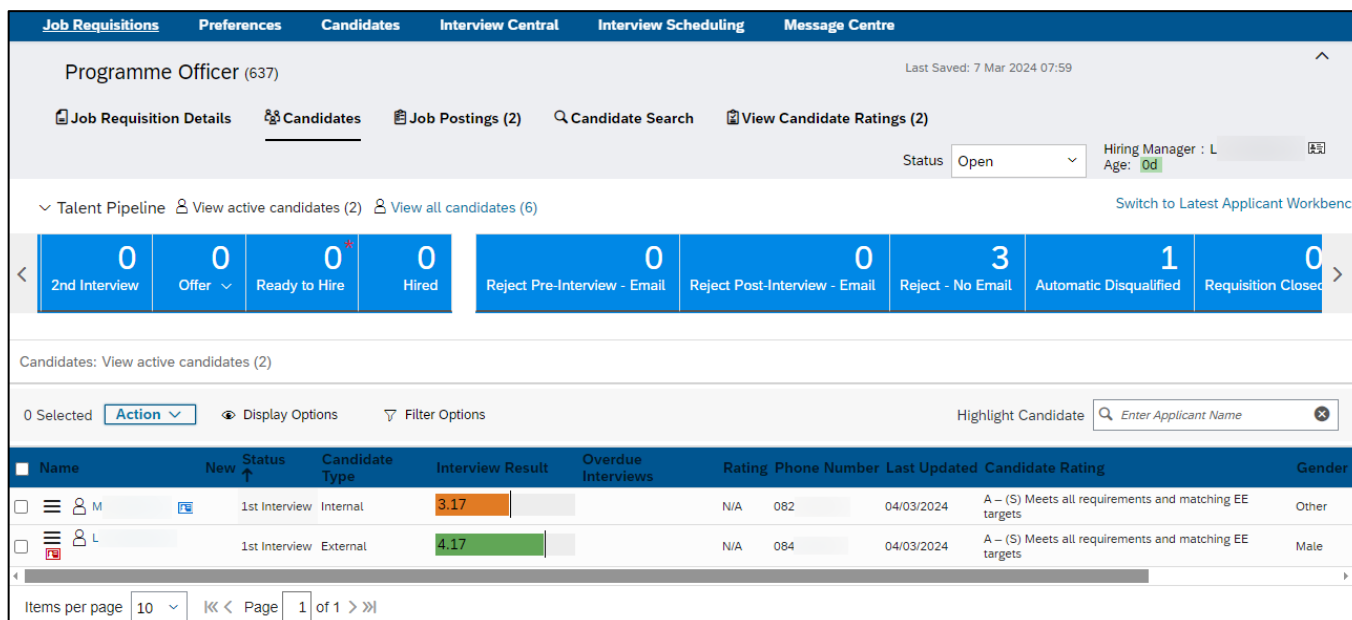 Job Requisitions Preferences Candidates Interview Central Interview Scheduling Message Centre
Programme Officer (637) Last Saved: 7 Mar 2024 07:59
Job Requisition Details Candidates Job Postings (2) Candidate Search View Candidate Ratings (2)
Status Open Hiring Manager : L
Age: 0d
Talent Pipeline View active candidates (2) View all candidates (6) Switch to Latest Applicant Workbenc
0 0 0* 0 0 0 3 1 0
2nd Interview Offer Ready to Hire Hired Reject Pre-Interview - Email Reject Post-Interview - Email Reject - No Email Automatic Disqualified Requisition Closed
Candidates: View active candidates (2)
0 Selected Action Display Options Filter Options Highlight Candidate Enter Applicant Name
Name New Status Candidate Type Interview Result Overdue Interviews Rating Phone Number Last Updated Candidate Rating Gender
M 1st Interview Internal 3.17 N/A 082 04/03/2024 A – (S) Meets all requirements and matching EE targets Other
L 1st Interview External 4.17 N/A 084 04/03/2024 A – (S) Meets all requirements and matching EE targets Male
Items per page 10 Page 1 of 1